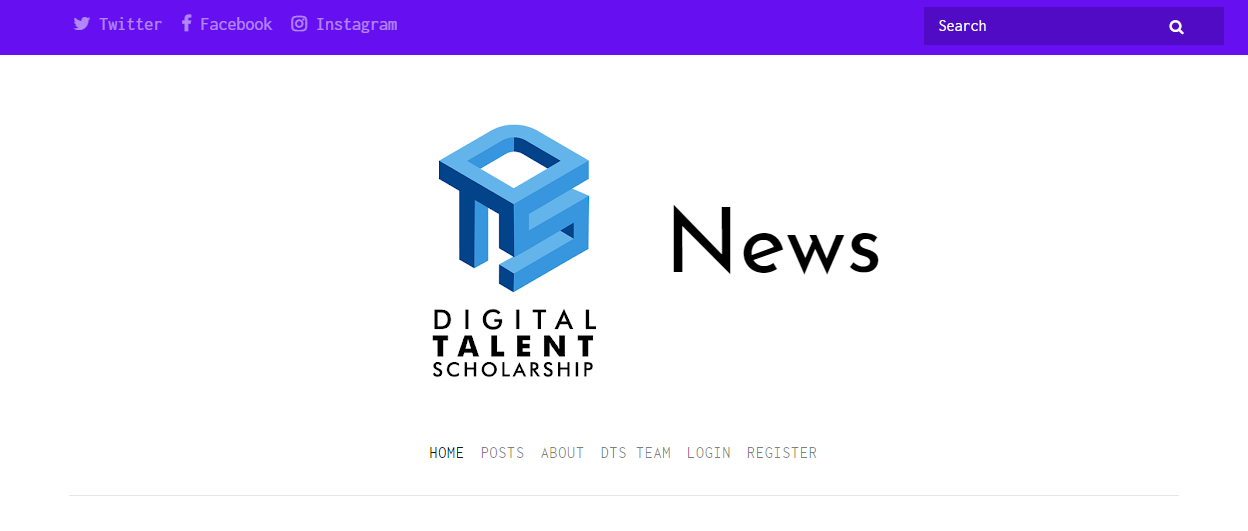 Twitter Facebook Instagram Search
News
DIGITAL
TALENT
SCHOLARSHIP
HOME POSTS ABOUT DTS TEAM LOGIN REGISTER